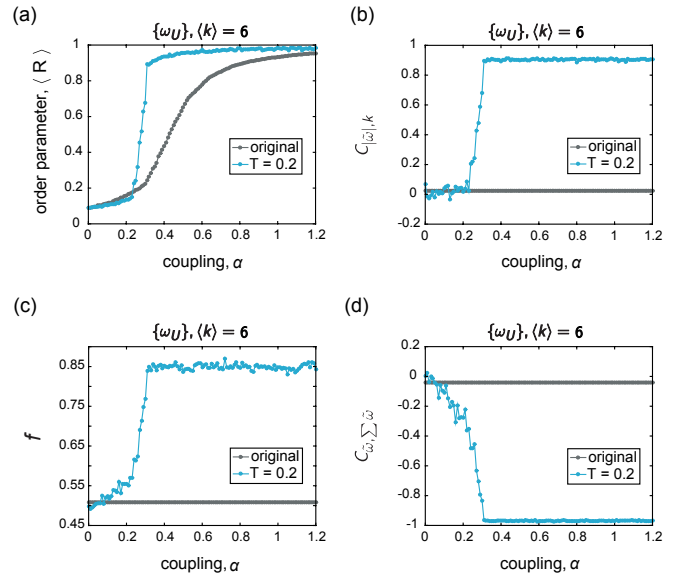 (a)
{ω_U}, ⟨k⟩ = 6
order parameter, ⟨ R ⟩
1
0.8
0.6
0.4
0.2
0
original
T = 0.2
0 0.2 0.4 0.6 0.8 1 1.2
coupling, α
(b)
{ω_U}, ⟨k⟩ = 6
C_{|ω̃|,k}
1
0.8
0.6
0.4
0.2
0
-0.2
original
T = 0.2
0 0.2 0.4 0.6 0.8 1 1.2
coupling, α
(c)
{ω_U}, ⟨k⟩ = 6
f
0.85
0.75
0.65
0.55
0.45
original
T = 0.2
0 0.2 0.4 0.6 0.8 1 1.2
coupling, α
(d)
{ω_U}, ⟨k⟩ = 6
C_{ω̃,∑ω̃}
0.2
0
-0.2
-0.4
-0.6
-0.8
-1
original
T = 0.2
0 0.2 0.4 0.6 0.8 1 1.2
coupling, α